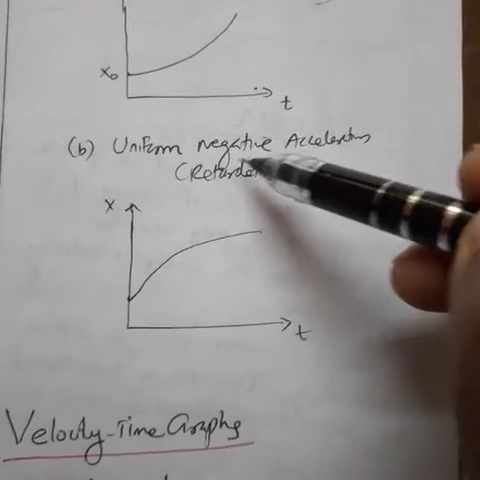 x₀
t
(b) Uniform negative Acceleration
x
t
Velocity-Time Graphs